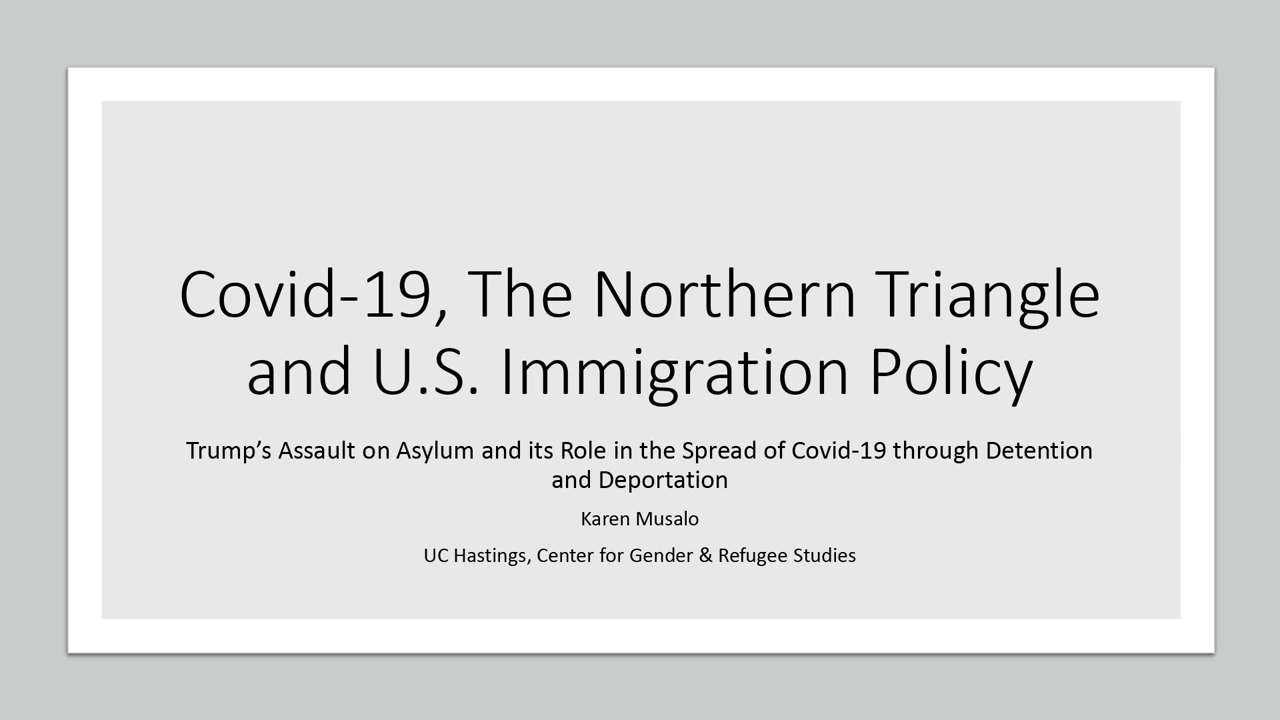 Covid-19, The Northern Triangle
and U.S. Immigration Policy
Trump’s Assault on Asylum and its Role in the Spread of Covid-19 through Detention
and Deportation
Karen Musalo
UC Hastings, Center for Gender & Refugee Studies